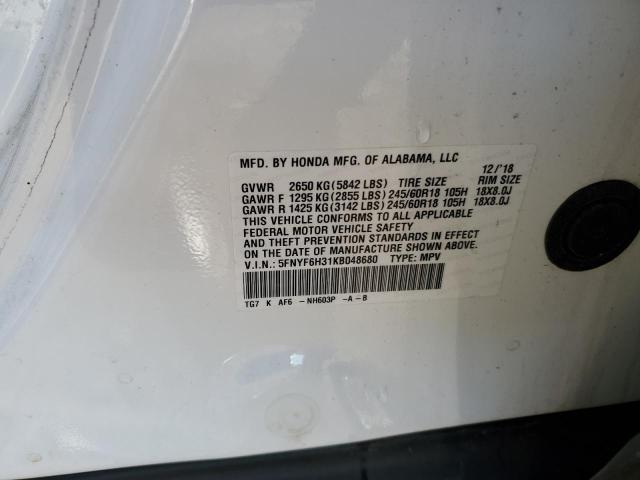 MFD. BY HONDA MFG. OF ALABAMA, LLC 12/'18
GVWR 2650 KG (5842 LBS) TIRE SIZE RIM SIZE
GAWR F 1295 KG (2855 LBS) 245/60R18 105H 18X8.0J
GAWR R 1425 KG (3142 LBS) 245/60R18 105H 18X8.0J
THIS VEHICLE CONFORMS TO ALL APPLICABLE
FEDERAL MOTOR VEHICLE SAFETY
AND THEFT PREVENTION STANDARDS IN EFFECT
ON THE DATE OF MANUFACTURE SHOWN ABOVE.
V.I.N.: 5FNYF6H31KB048680 TYPE: MPV
TG7 K AF6 -NH603P -A-B